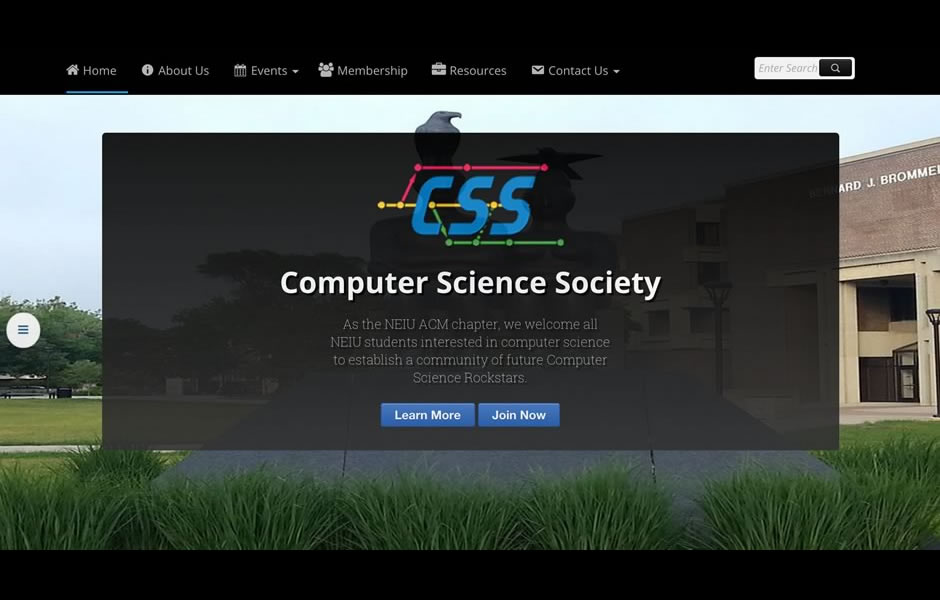 Home About Us Events Membership Resources Contact Us Enter Search
BERNARD J. BROMMEL
CSS
Computer Science Society
As the NEIU ACM chapter, we welcome all
NEIU students interested in computer science
to establish a community of future Computer
Science Rockstars.
Learn More Join Now